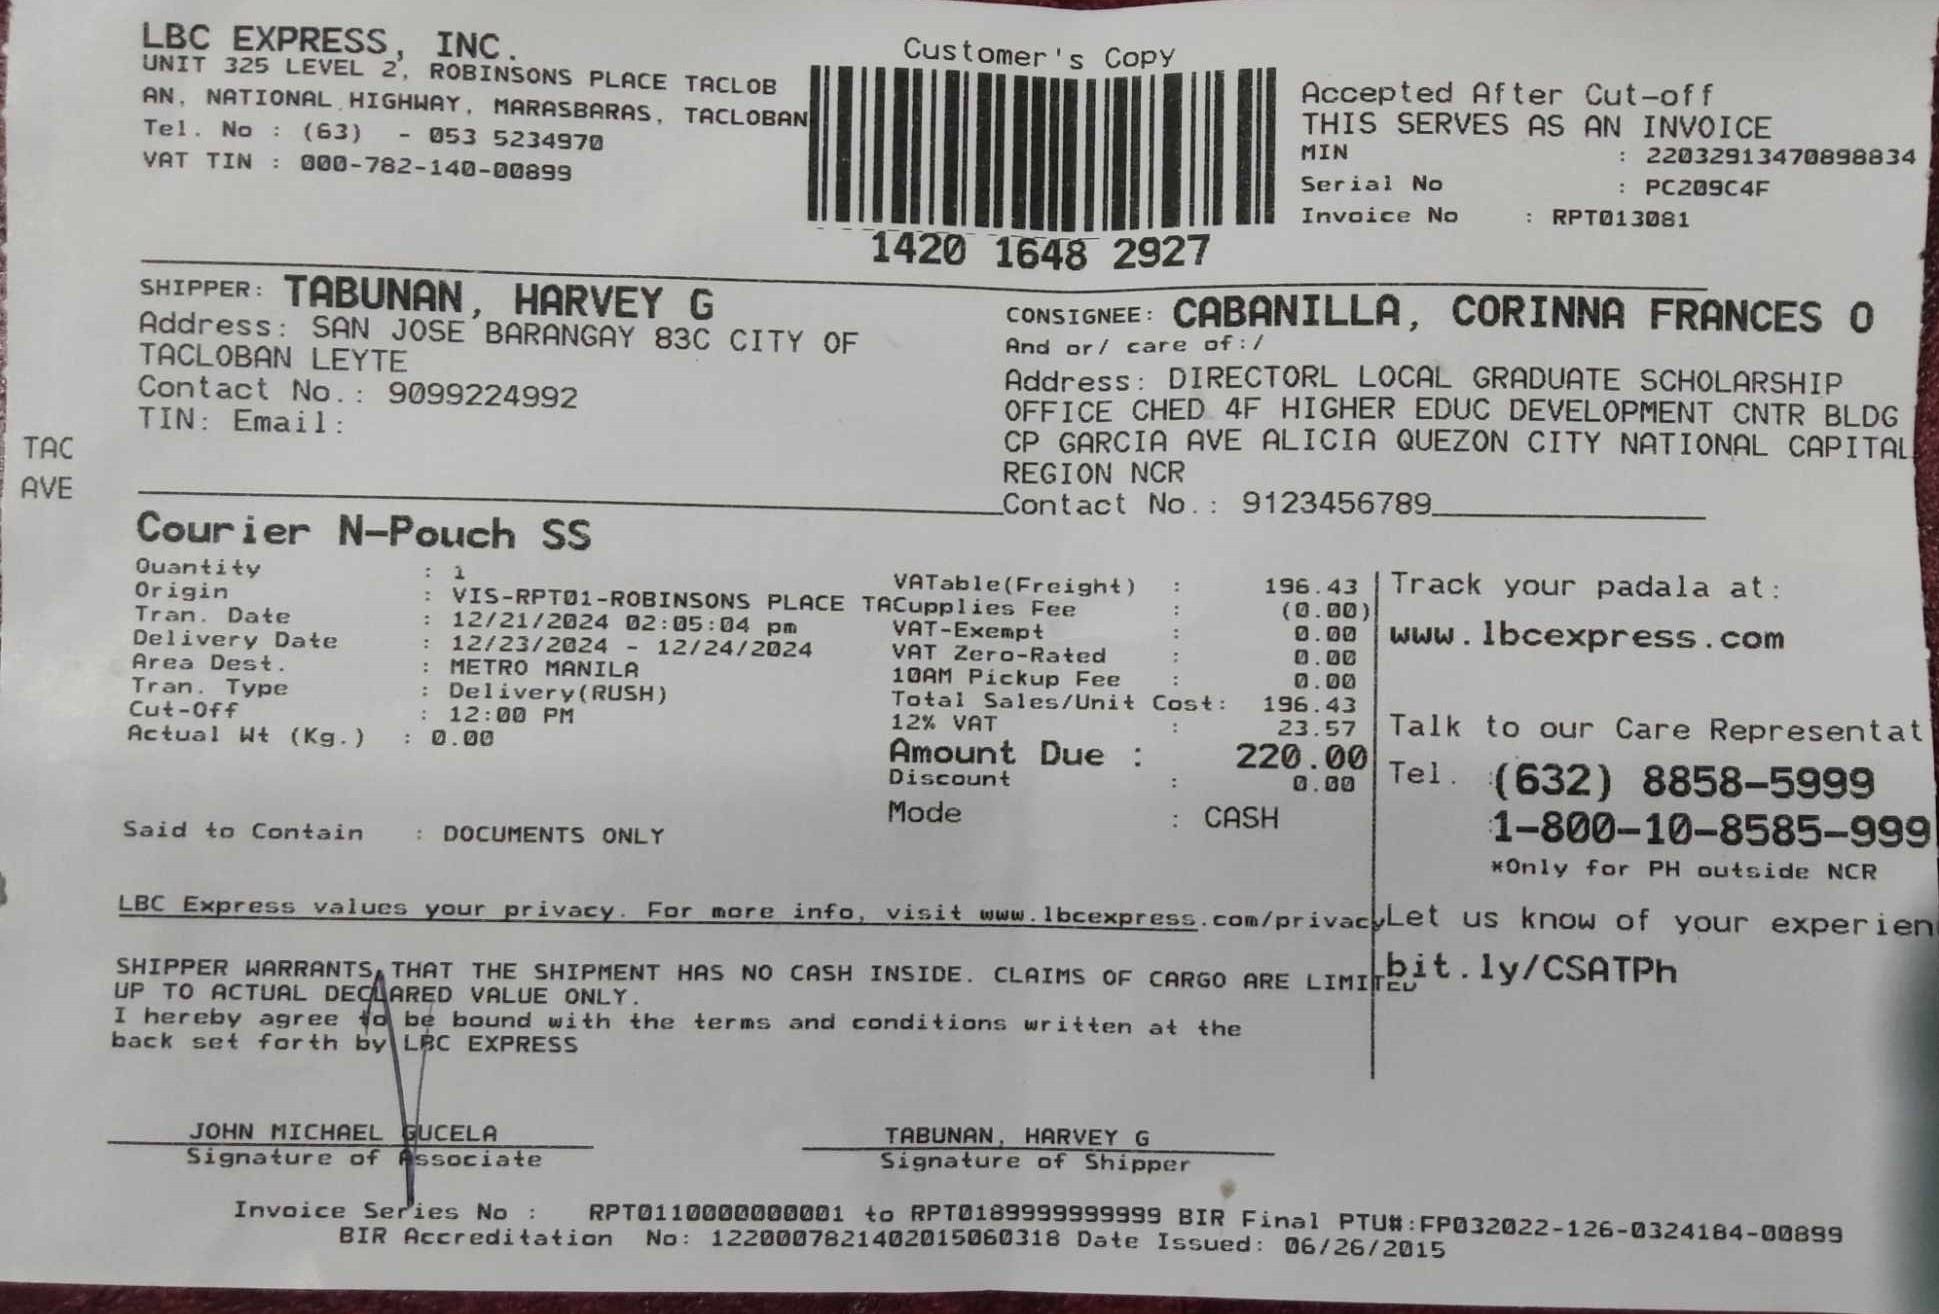 LBC EXPRESS, INC.
UNIT 325 LEVEL 2, ROBINSONS PLACE TACLOB
AN, NATIONAL HIGHWAY, MARASBARAS, TACLOBAN
Tel. No : (63) - 053 5234970
VAT TIN : 000-782-140-00899
Customer's Copy
1420 1648 2927
Accepted After Cut-off
THIS SERVES AS AN INVOICE
MIN : 22032913470898834
Serial No : PC209C4F
Invoice No : RPT013081
SHIPPER: TABUNAN, HARVEY G
Address: SAN JOSE BARANGAY 83C CITY OF
TACLOBAN LEYTE
Contact No.: 9099224992
TIN: Email:
CONSIGNEE: CABANILLA, CORINNA FRANCES O
And or/ care of:/
Address: DIRECTORL LOCAL GRADUATE SCHOLARSHIP
OFFICE CHED 4F HIGHER EDUC DEVELOPMENT CNTR BLDG
CP GARCIA AVE ALICIA QUEZON CITY NATIONAL CAPITAL
REGION NCR
Contact No.: 9123456789
TAC
AVE
Courier N-Pouch SS
Quantity : 1
Origin : VIS-RPT01-ROBINSONS PLACE TAC
Tran. Date : 12/21/2024 02:05:04 pm
Delivery Date : 12/23/2024 - 12/24/2024
Area Dest. : METRO MANILA
Tran. Type : Delivery(RUSH)
Cut-Off : 12:00 PM
Actual Wt (Kg.) : 0.00
Said to Contain : DOCUMENTS ONLY
VATable(Freight) : 196.43
upplies Fee : (0.00)
VAT-Exempt : 0.00
VAT Zero-Rated : 0.00
10AM Pickup Fee : 0.00
Total Sales/Unit Cost: 196.43
12% VAT : 23.57
Amount Due : 220.00
Discount : 0.00
Mode : CASH
Track your padala at:
www.lbcexpress.com
Talk to our Care Representat
Tel. :(632) 8858-5999
:1-800-10-8585-999
*Only for PH outside NCR
Let us know of your experien
bit.ly/CSATPh
LBC Express values your privacy. For more info, visit www.lbcexpress.com/privacy
SHIPPER WARRANTS THAT THE SHIPMENT HAS NO CASH INSIDE. CLAIMS OF CARGO ARE LIMITED
UP TO ACTUAL DECLARED VALUE ONLY.
I hereby agree to be bound with the terms and conditions written at the
back set forth by LBC EXPRESS
JOHN MICHAEL GUCELA
Signature of Associate
TABUNAN, HARVEY G
Signature of Shipper
Invoice Series No : RPT0110000000001 to RPT0189999999999 BIR Final PTU#:FP032022-126-0324184-00899
BIR Accreditation No: 12200078214020150603​18 Date Issued: 06/26/2015